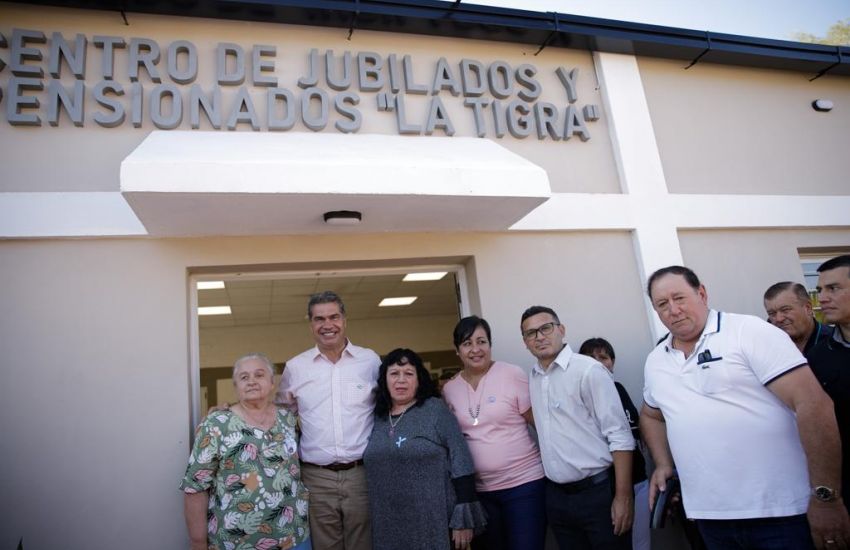 CENTRO DE JUBILADOS Y
PENSIONADOS "LA TIGRA"